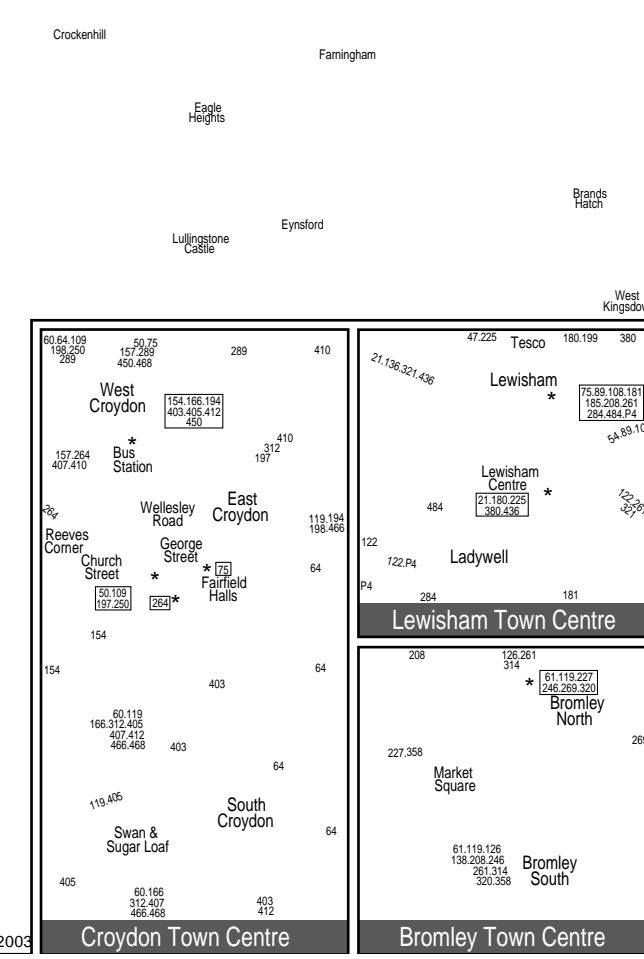 Crockenhill
Farningham
Eagle
Heights
Brands
Hatch
Eynsford
Lullingstone
Castle
West
60.64.109
198.250
289
50.75
157.289
450.468
289
410
West
Croydon
154.166.194
403.405.412
450
*
Bus
Station
157.264
407.410
410
312
197
264
Wellesley
Road
East
Croydon
119.194
198.466
Reeves
Corner
George
Street
* 75
64
Church
Street
*
Fairfield
Halls
50.109
197.250
264 *
154
154
64
403
60.119
166.312.405
407.412
466.468
403
64
119.405
South
Croydon
64
Swan &
Sugar Loaf
405
60.166
312.407
466.468
403
412
2003
Croydon Town Centre
47.225
Tesco
180.199
380
21.136.321.436
Lewisham
*
75.89.108.181
185.208.261
284.484.P4
Lewisham
Centre
*
21.180.225
380.436
484
321
122
122.P4
Ladywell
P4
284
181
Lewisham Town Centre
208
126.261
314
*
61.119.227
246.269.320
Bromley
North
227.358
Market
Square
61.119.126
138.208.246
261.314
320.358
Bromley
South
Bromley Town Centre